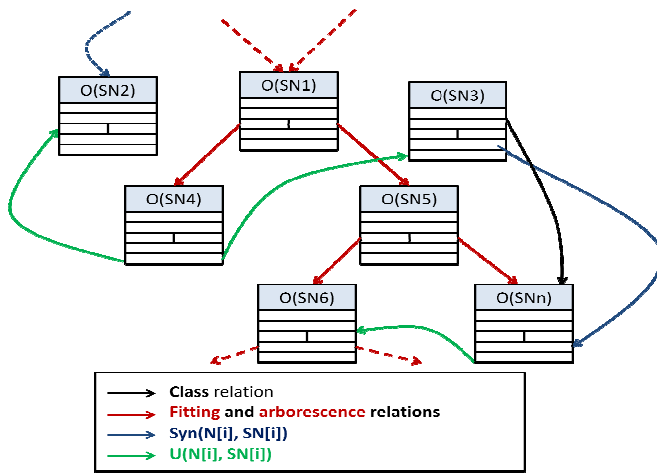 O(SN2)
O(SN1)
O(SN3)
O(SN4)
O(SN5)
O(SN6)
O(SNn)
Class relation
Fitting and arborescence relations
Syn(N[i], SN[i])
U(N[i], SN[i])